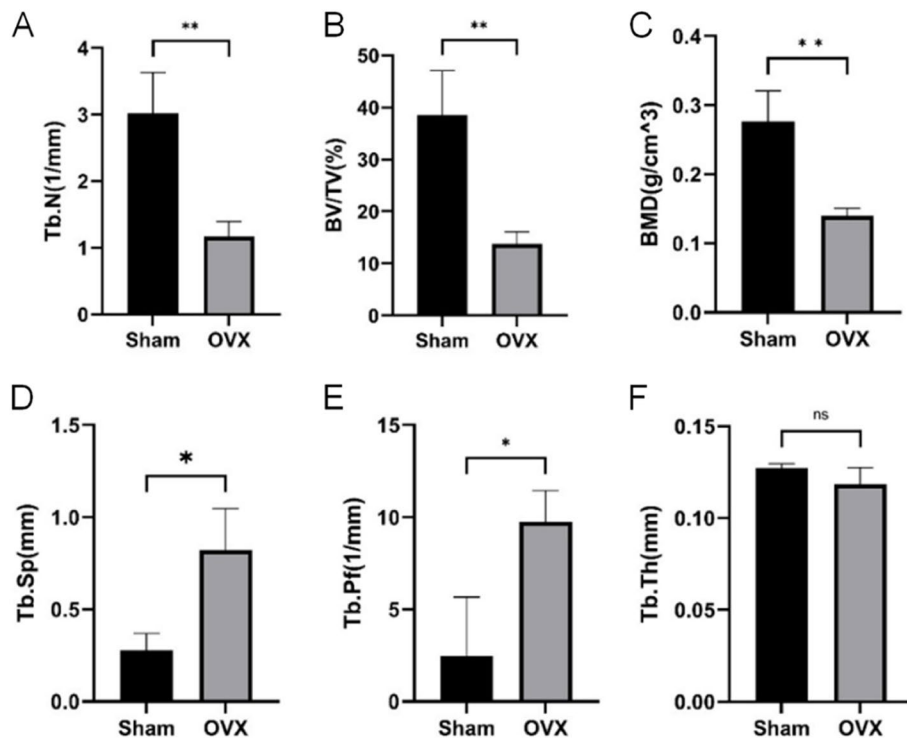 A
**
Tb.N(1/mm)
4
3
2
1
0
Sham OVX
B
**
BV/TV(%)
60
50
40
30
20
10
0
Sham OVX
C
* *
BMD(g/cm^3)
0.4
0.3
0.2
0.1
0.0
Sham OVX
D
*
Tb.Sp(mm)
1.5
1.0
0.5
0.0
Sham OVX
E
*
Tb.Pf(1/mm)
15
10
5
0
Sham OVX
F
ns
Tb.Th(mm)
0.15
0.10
0.05
0.00
Sham OVX